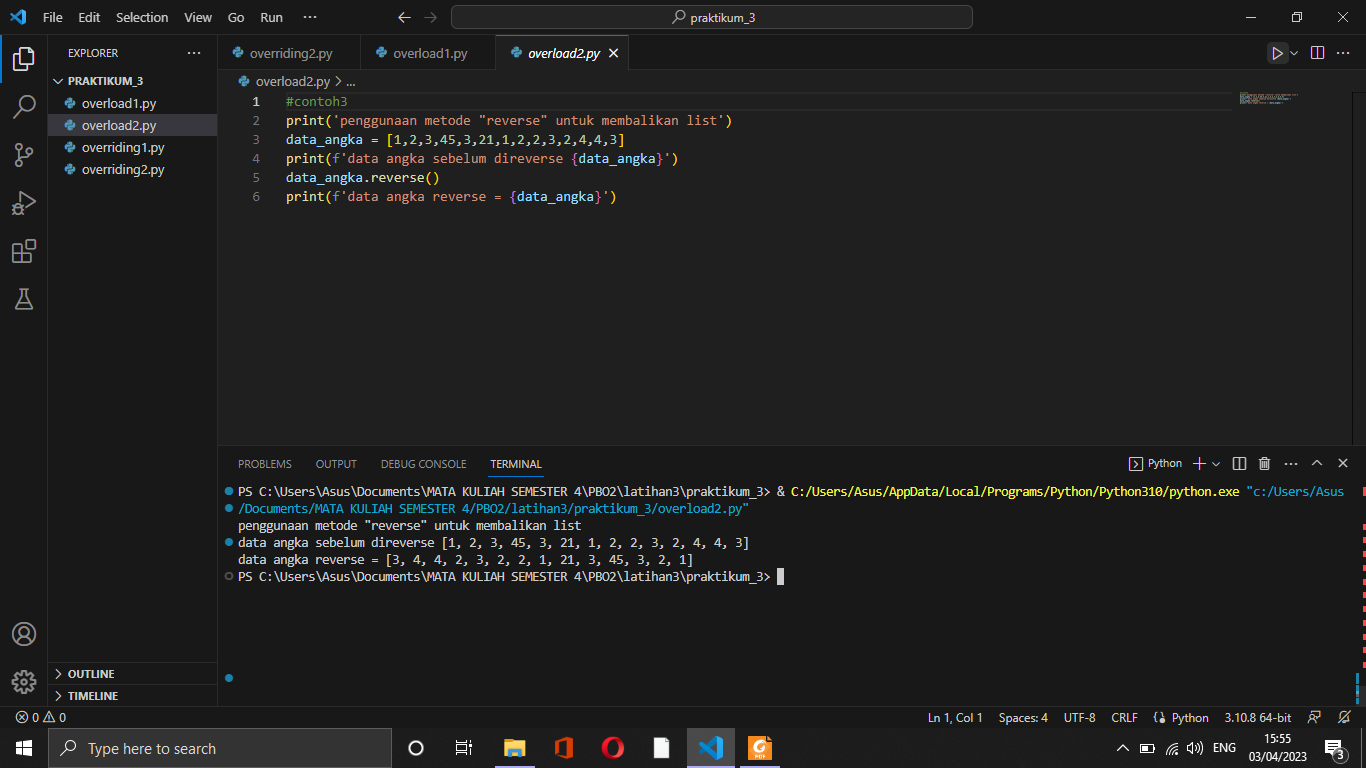 File Edit Selection View Go Run ··· praktikum_3
EXPLORER ···
PRAKTIKUM_3
overload1.py
overload2.py
overriding1.py
overriding2.py
OUTLINE
TIMELINE
overriding2.py overload1.py overload2.py
overload2.py > ...
1 #contoh3
2 print('penggunaan metode "reverse" untuk membalikan list')
3 data_angka = [1,2,3,45,3,21,1,2,2,3,2,4,4,3]
4 print(f'data angka sebelum direverse {data_angka}')
5 data_angka.reverse()
6 print(f'data angka reverse = {data_angka}')
PROBLEMS OUTPUT DEBUG CONSOLE TERMINAL Python
PS C:\Users\Asus\Documents\MATA KULIAH SEMESTER 4\PBO2\latihan3\praktikum_3> & C:/Users/Asus/AppData/Local/Programs/Python/Python310/python.exe "c:/Users/Asus
/Documents/MATA KULIAH SEMESTER 4/PBO2/latihan3/praktikum_3/overload2.py"
penggunaan metode "reverse" untuk membalikan list
data angka sebelum direverse [1, 2, 3, 45, 3, 21, 1, 2, 2, 3, 2, 4, 4, 3]
data angka reverse = [3, 4, 4, 2, 3, 2, 2, 1, 21, 3, 45, 3, 2, 1]
PS C:\Users\Asus\Documents\MATA KULIAH SEMESTER 4\PBO2\latihan3\praktikum_3>
0 0 Ln 1, Col 1 Spaces: 4 UTF-8 CRLF Python 3.10.8 64-bit
Type here to search
PDF
ENG
15:55
03/04/2023
3